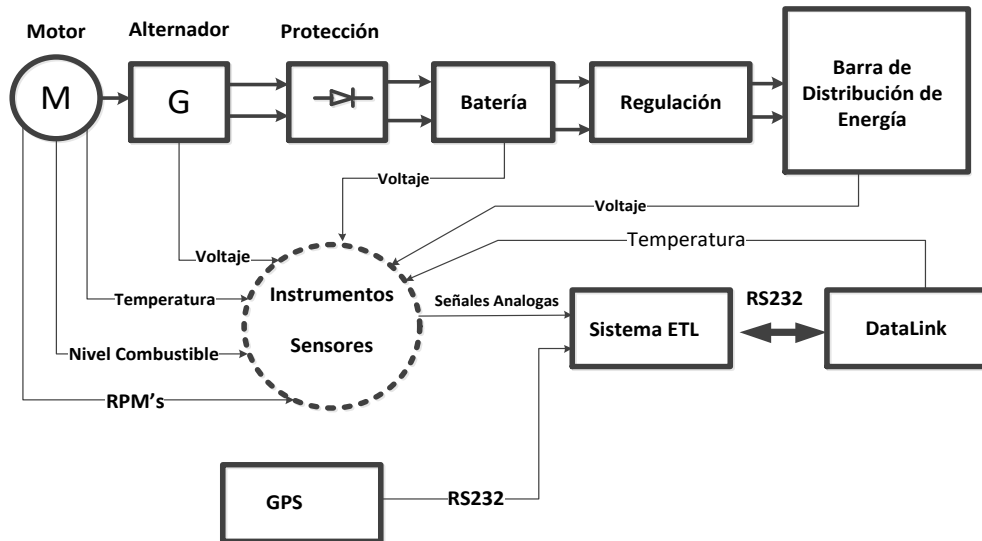 Motor
Alternador
Protección
M
G
Batería
Regulación
Barra de
Distribución de
Energía
Voltaje
Voltaje
Voltaje
Temperatura
Temperatura
Nivel Combustible
RPM's
Instrumentos
Sensores
Señales Analogas
Sistema ETL
RS232
DataLink
GPS
RS232